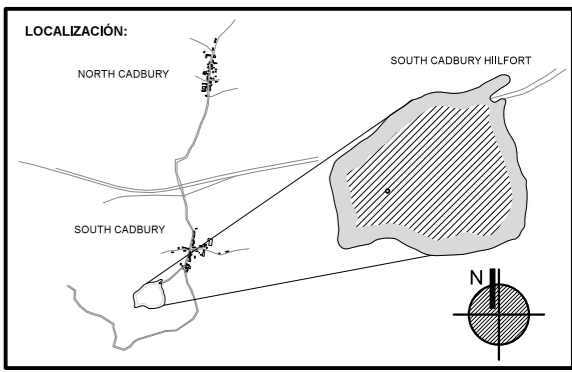 LOCALIZACIÓN:
NORTH CADBURY
SOUTH CADBURY HIILFORT
SOUTH CADBURY
N